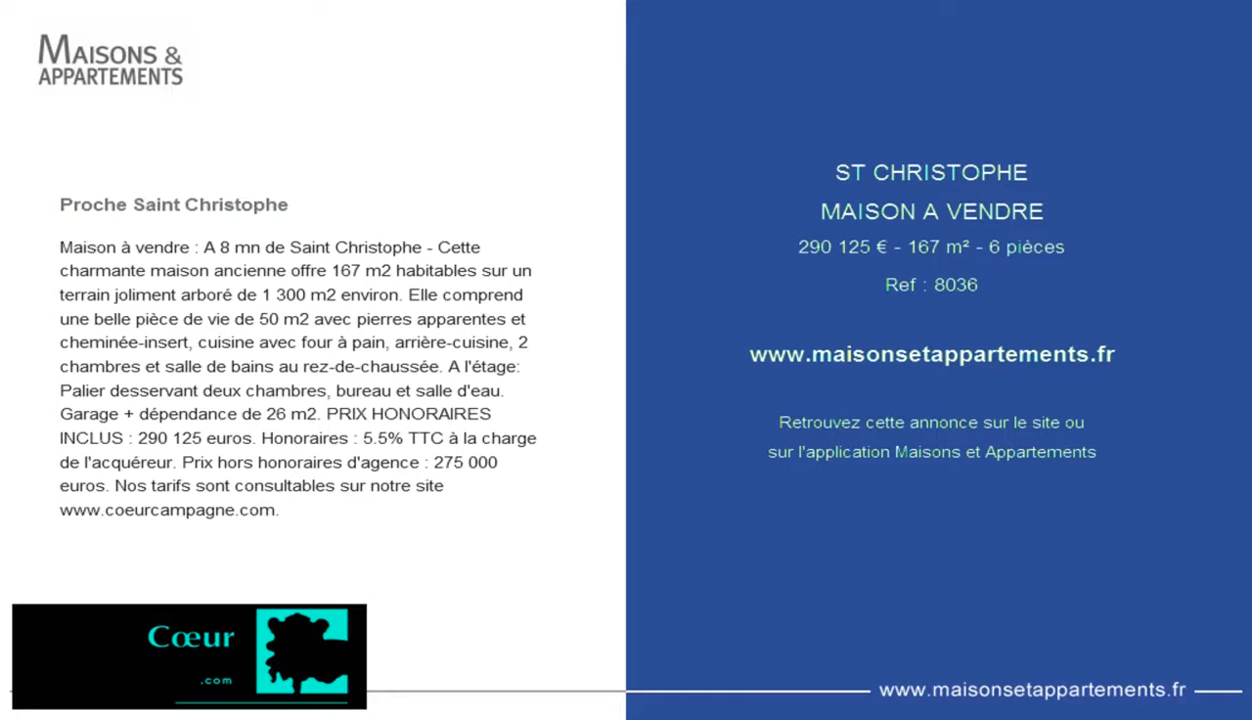 MAISONS &
APPARTEMENTS
Proche Saint Christophe
Maison à vendre : A 8 mn de Saint Christophe - Cette
charmante maison ancienne offre 167 m2 habitables sur un
terrain joliment arboré de 1 300 m2 environ. Elle comprend
une belle pièce de vie de 50 m2 avec pierres apparentes et
cheminée-insert, cuisine avec four à pain, arrière-cuisine, 2
chambres et salle de bains au rez-de-chaussée. A l'étage:
Palier desservant deux chambres, bureau et salle d'eau.
Garage + dépendance de 26 m2. PRIX HONORAIRES
INCLUS : 290 125 euros. Honoraires : 5.5% TTC à la charge
de l'acquéreur. Prix hors honoraires d'agence : 275 000
euros. Nos tarifs sont consultables sur notre site
www.coeurcampagne.com.
Cœur
.com
ST CHRISTOPHE
MAISON A VENDRE
290 125 € - 167 m² - 6 pièces
Ref : 8036
www.maisonsetappartements.fr
Retrouvez cette annonce sur le site ou
sur l'application Maisons et Appartements
www.maisonsetappartements.fr